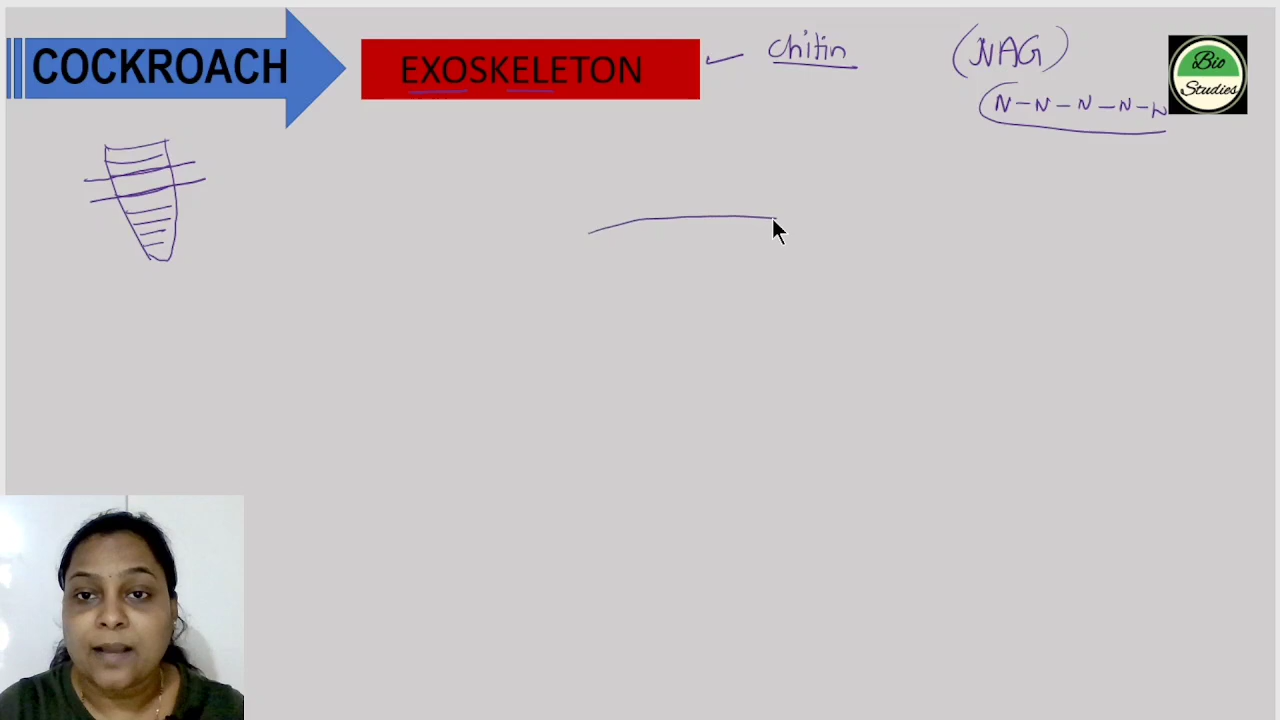 COCKROACH
EXOSKELETON
chitin
(NAG)
N-N-N-N-N
Bio
Studies